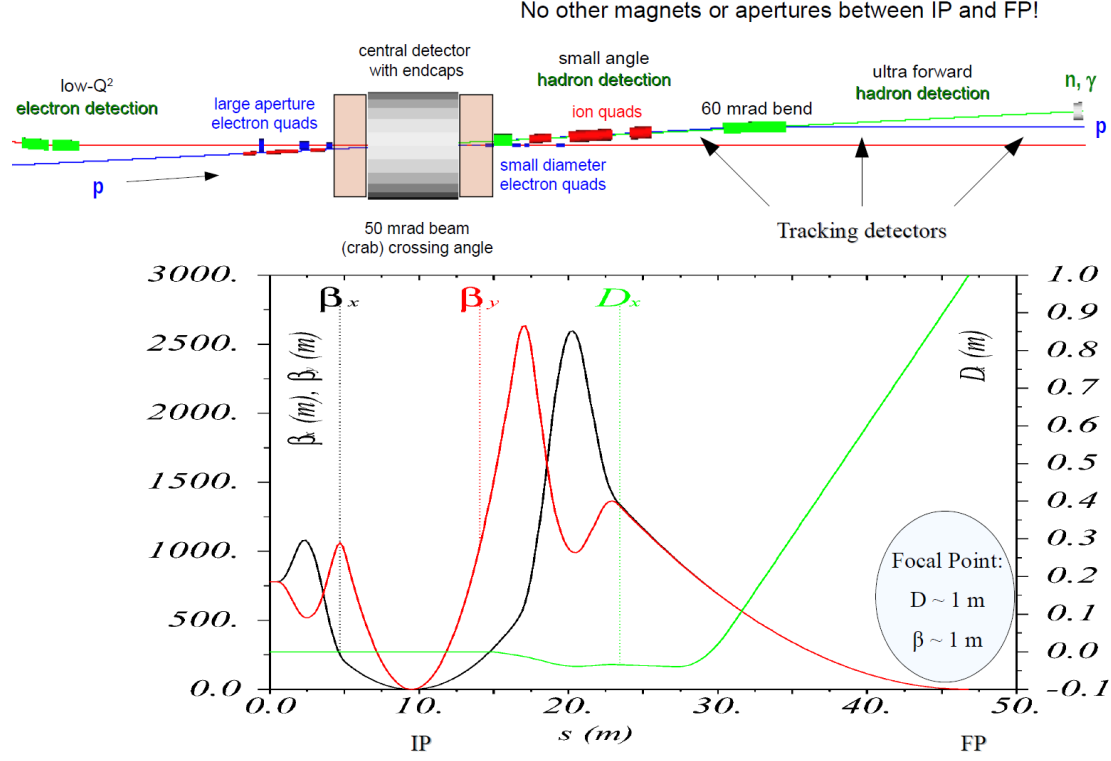 No other magnets or apertures between IP and FP!
central detector
with endcaps
small angle
hadron detection
ultra forward
hadron detection
n, γ
low-Q²
electron detection
large aperture
electron quads
ion quads
60 mrad bend
p
p
small diameter
electron quads
Tracking detectors
50 mrad beam
(crab) crossing angle
3000.
2500.
2000.
1500.
1000.
500.
0.0
βx (m), βy (m)
βx
βy
Dx
Dx (m)
1.0
0.9
0.8
0.7
0.6
0.5
0.4
0.3
0.2
0.1
0.0
-0.1
Focal Point:
D ~ 1 m
β ~ 1 m
0.0
10.
20.
30.
40.
50.
s (m)
IP
FP